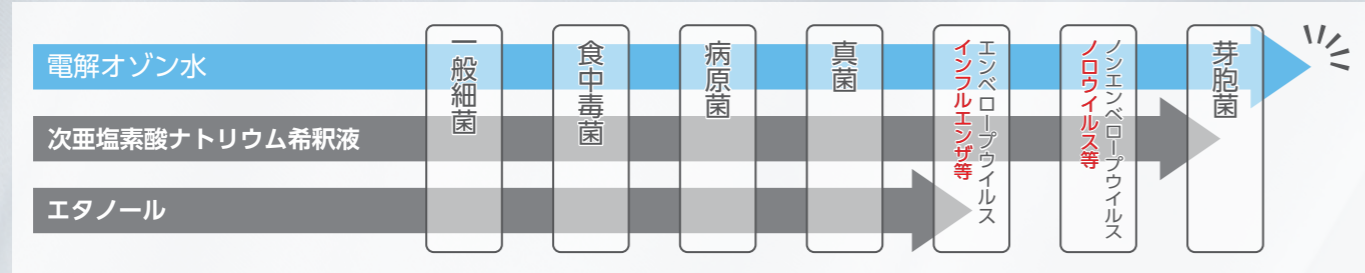 電解オゾン水
次亜塩素酸ナトリウム希釈液
エタノール
一般細菌
食中毒菌
病原菌
真菌
エンベロープウイルス
インフルエンザ等
ノンエンベロープウイルス
ノロウイルス等
芽胞菌